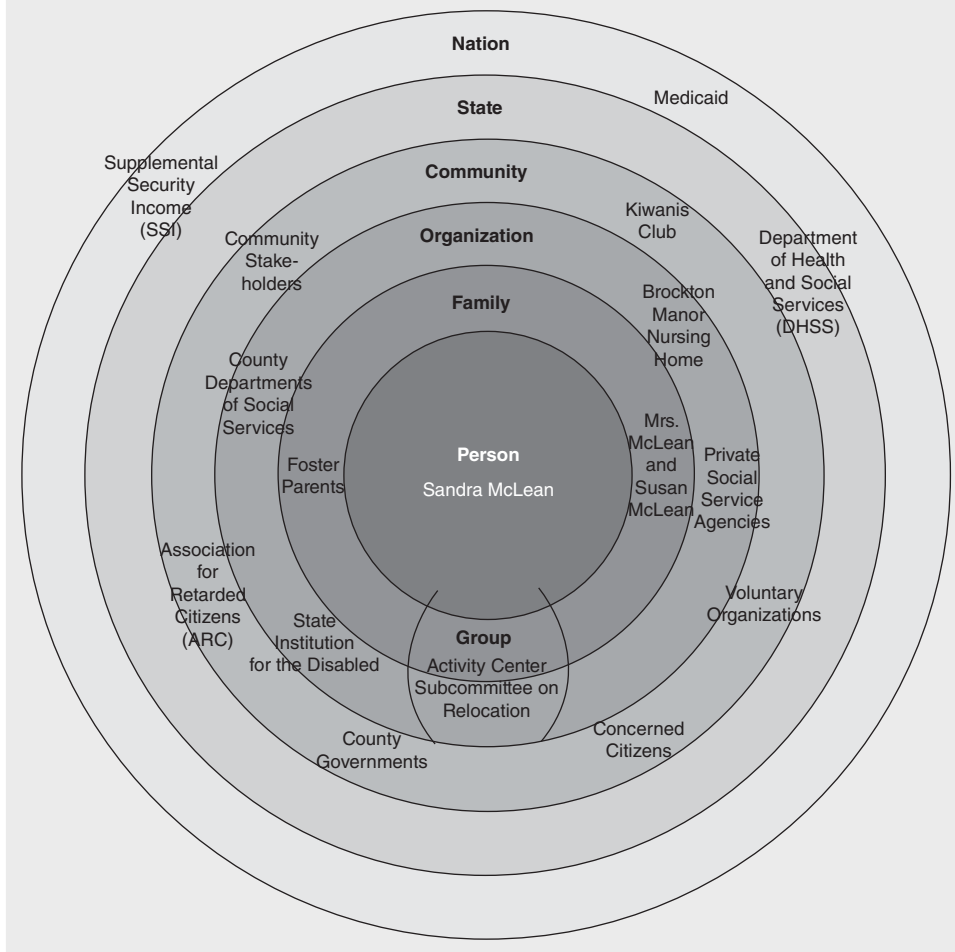 Nation
Medicaid
State
Supplemental
Security
Income
(SSI)
Community
Kiwanis
Club
Community
Stake-
holders
Organization
Department
of Health
and Social
Services
(DHSS)
Family
Brockton
Manor
Nursing
Home
County
Departments
of Social
Services
Mrs.
McLean
and
Susan
McLean
Person
Sandra McLean
Foster
Parents
Private
Social
Service
Agencies
Association
for
Retarded
Citizens
(ARC)
Voluntary
Organizations
State
Institution
for the Disabled
Group
Activity Center
Subcommittee on
Relocation
County
Governments
Concerned
Citizens